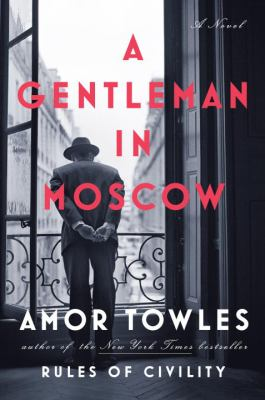 A Novel
A
GENTLEMAN
IN
MOSCOW
AMOR TOWLES
author of the New York Times bestseller
RULES OF CIVILITY